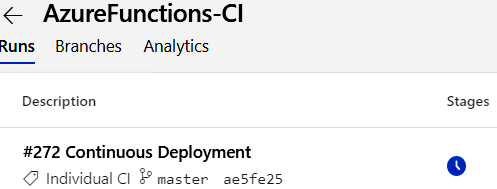 AzureFunctions-CI
Runs Branches Analytics
Description Stages
#272 Continuous Deployment
Individual CI master ae5fe25